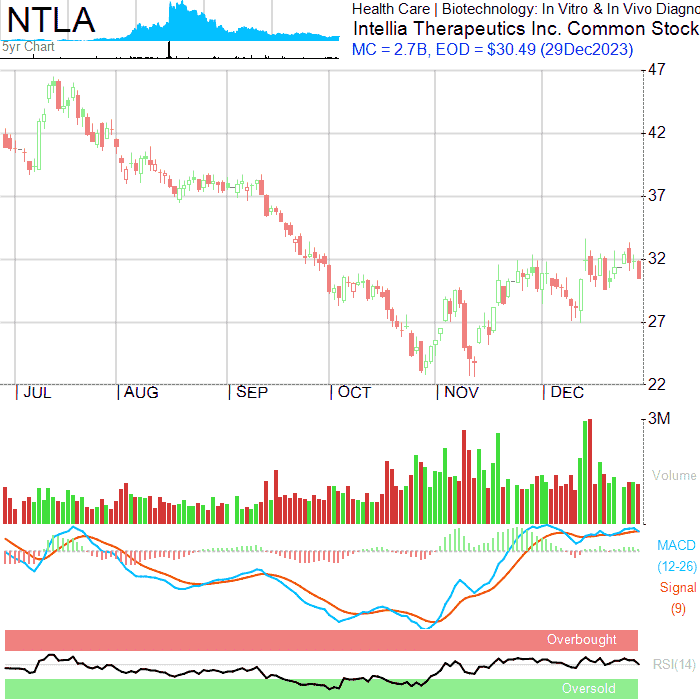 NTLA
5yr Chart
Health Care | Biotechnology: In Vitro & In Vivo Diagno
Intellia Therapeutics Inc. Common Stock
MC = 2.7B, EOD = $30.49 (29Dec2023)
47
42
37
32
27
22
JUL
AUG
SEP
OCT
NOV
DEC
3M
Volume
MACD
(12-26)
Signal
(9)
Overbought
RSI(14)
Oversold